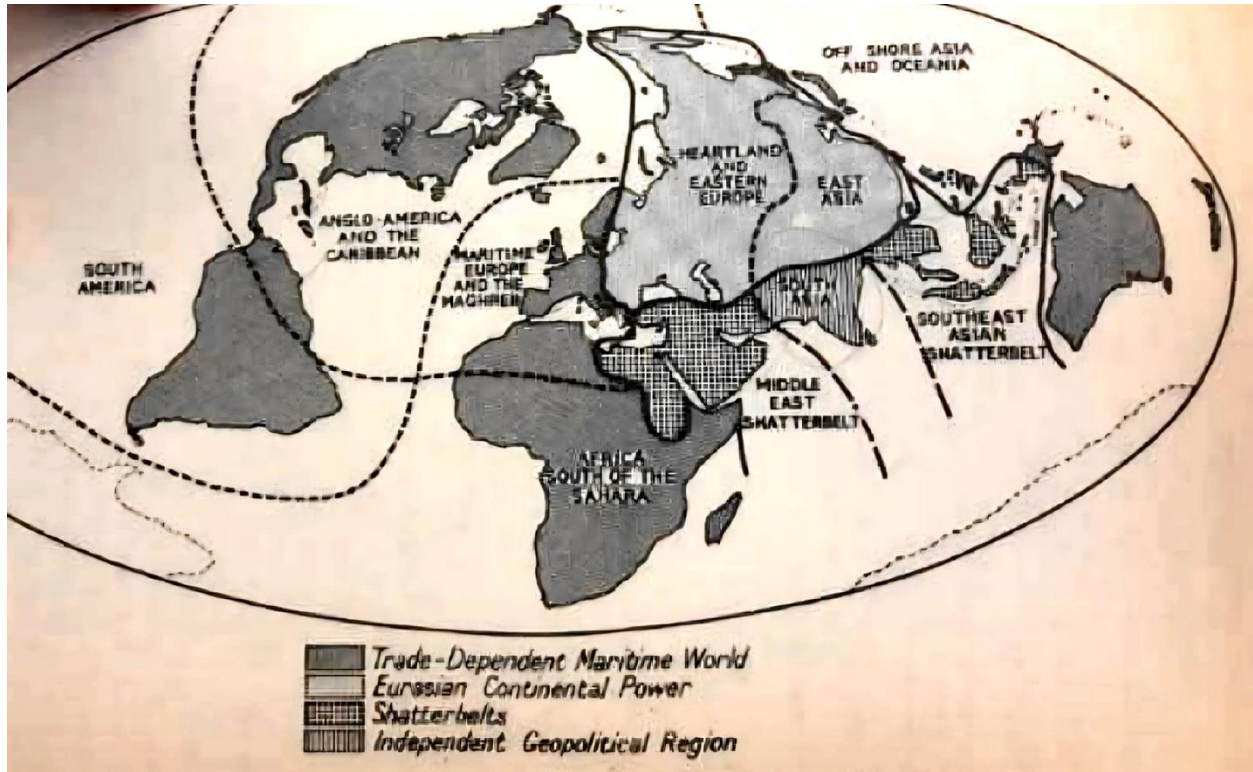 OFF SHORE ASIA
AND OCEANIA
HEARTLAND
AND
EASTERN
EUROPE
EAST
ASIA
ANGLO-AMERICA
AND THE
CARIBBEAN
MARITIME
EUROPE
AND THE
MAGHREB
SOUTH
AMERICA
SOUTH
ASIA
SOUTHEAST
ASIAN
SHATTERBELT
MIDDLE
EAST
SHATTERBELT
AFRICA
SOUTH OF THE
SAHARA
Trade-Dependent Maritime World
Eurasian Continental Power
Shatterbelts
Independent Geopolitical Region